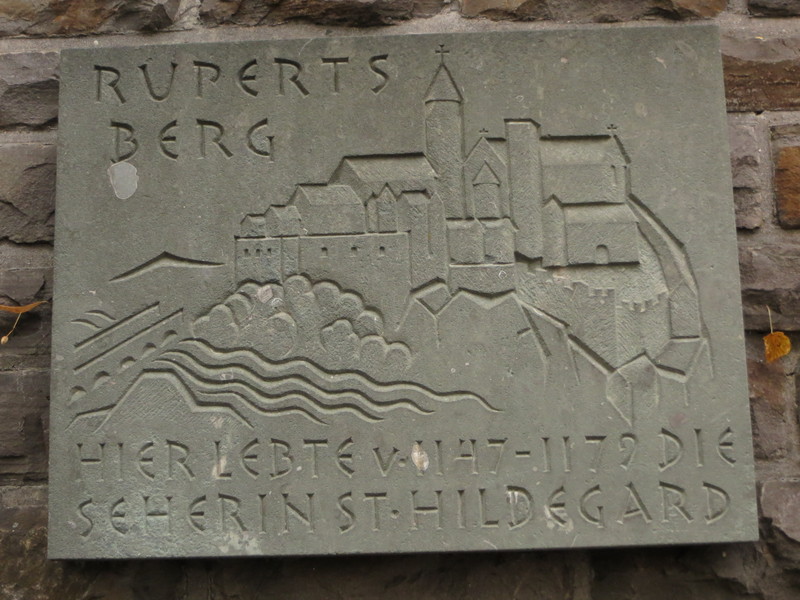 RUPERTS
BERG
HIER LEBTE v. 1147-1179 DIE
SEHERIN ST. HILDEGARD